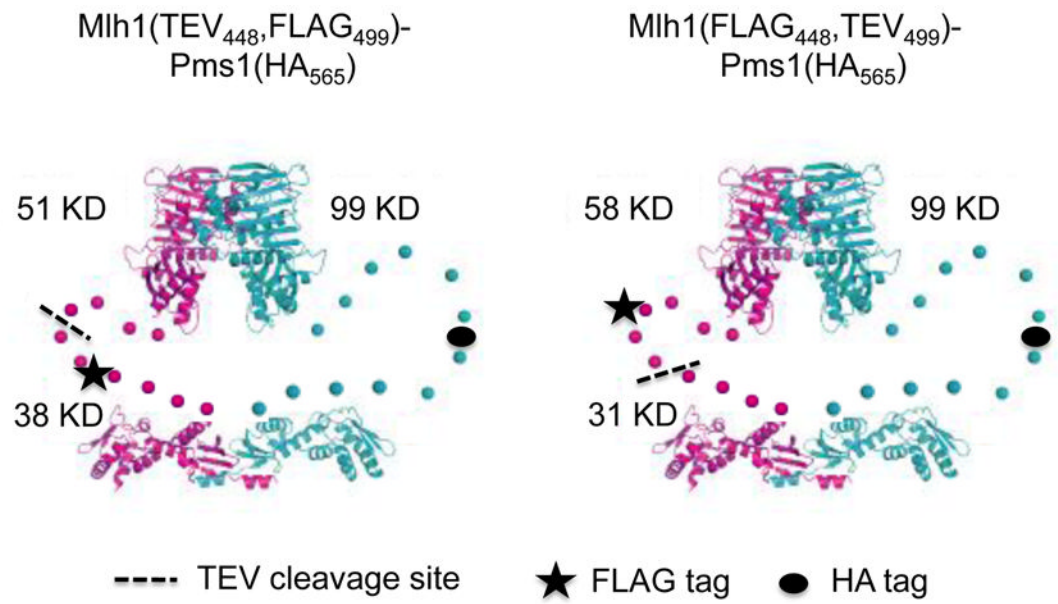 Mlh1(TEV448,FLAG499)-
Pms1(HA565)
Mlh1(FLAG448,TEV499)-
Pms1(HA565)
51 KD
99 KD
38 KD
58 KD
99 KD
31 KD
TEV cleavage site
FLAG tag
HA tag